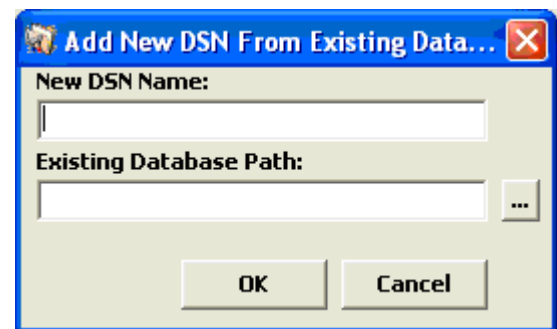 Add New DSN From Existing Data...
New DSN Name:
Existing Database Path:
...
OK Cancel